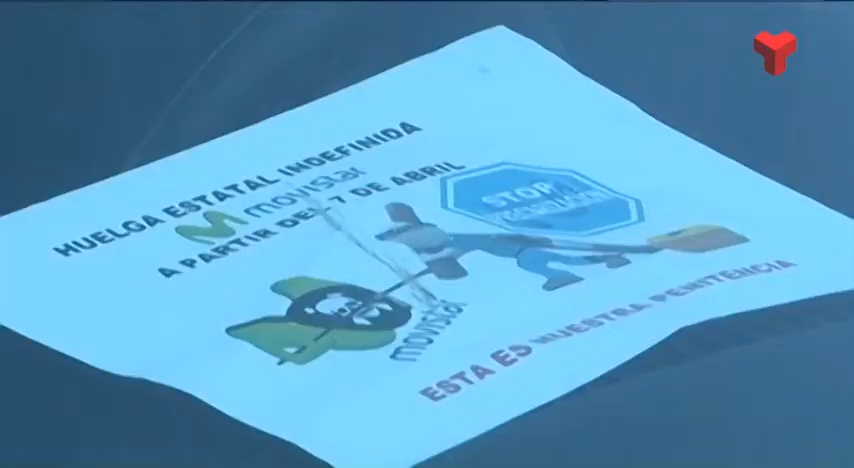 HUELGA ESTATAL INDEFINIDA
movistar
A PARTIR DEL 7 DE ABRIL
STOP
movistar
ESTA ES NUESTRA PENITENCIA